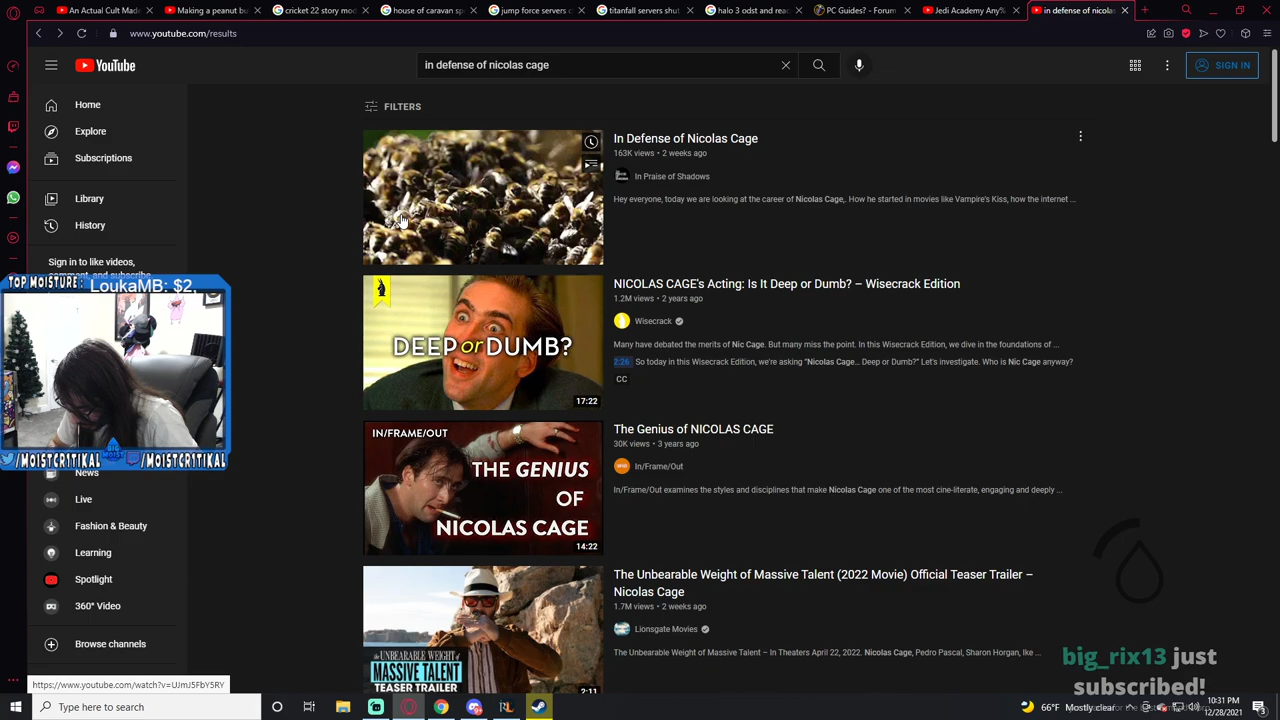 An Actual Cult Made
Making a peanut bu
cricket 22 story mod
house of caravan sp
jump force servers c
titanfall servers shut
halo 3 odst and reac
PC Guides? - Forum
Jedi Academy Any%
in defense of nicolas
www.youtube.com/results
YouTube
in defense of nicolas cage
SIGN IN
Home
Explore
Subscriptions
Library
History
Sign in to like videos,
comment, and subscribe
TOP MOISTURE: LoukaMB: $2,
BIG MOIST
/MOISTCR1TIKAL /MOISTCR1TIKAL
News
Live
Fashion & Beauty
Learning
Spotlight
360° Video
Browse channels
FILTERS
In Defense of Nicolas Cage
163K views • 2 weeks ago
In Praise of Shadows
Hey everyone, today we are looking at the career of Nicolas Cage,. How he started in movies like Vampire's Kiss, how the internet ...
DEEP or DUMB?
17:22
NICOLAS CAGE's Acting: Is It Deep or Dumb? – Wisecrack Edition
1.2M views • 2 years ago
Wisecrack
Many have debated the merits of Nic Cage. But many miss the point. In this Wisecrack Edition, we dive in the foundations of ...
2:26 So today in this Wisecrack Edition, we're asking "Nicolas Cage... Deep or Dumb?" Let's investigate. Who is Nic Cage anyway?
CC
IN/FRAME/OUT
THE GENIUS
OF
NICOLAS CAGE
14:22
The Genius of NICOLAS CAGE
30K views • 3 years ago
In/Frame/Out
In/Frame/Out examines the styles and disciplines that make Nicolas Cage one of the most cine-literate, engaging and deeply ...
THE UNBEARABLE WEIGHT OF
MASSIVE TALENT
TEASER TRAILER
2:11
The Unbearable Weight of Massive Talent (2022 Movie) Official Teaser Trailer –
Nicolas Cage
1.7M views • 2 weeks ago
Lionsgate Movies
The Unbearable Weight of Massive Talent – In Theaters April 22, 2022. Nicolas Cage, Pedro Pascal, Sharon Horgan, Ike ...
big_rix13 just
subscribed!
https://www.youtube.com/watch?v=UJmJ5FbY5RY
Type here to search
66°F Mostly clear
10:31 PM
12/28/2021